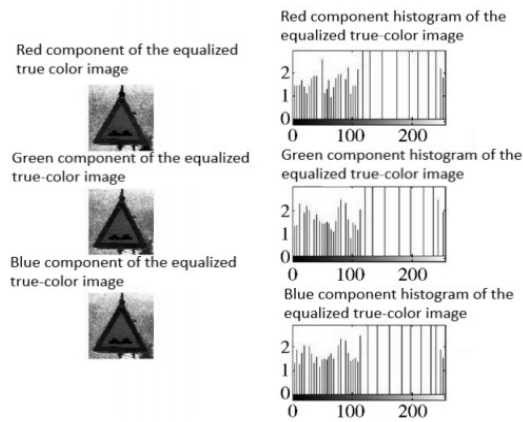 Red component of the equalized
true color image
Red component histogram of the
equalized true-color image
2
1
0
0
100
200
Green component of the equalized
true-color image
Green component histogram of the
equalized true-color image
2
1
0
0
100
200
Blue component of the equalized
true-color image
Blue component histogram of the
equalized true-color image
2
1
0
0
100
200